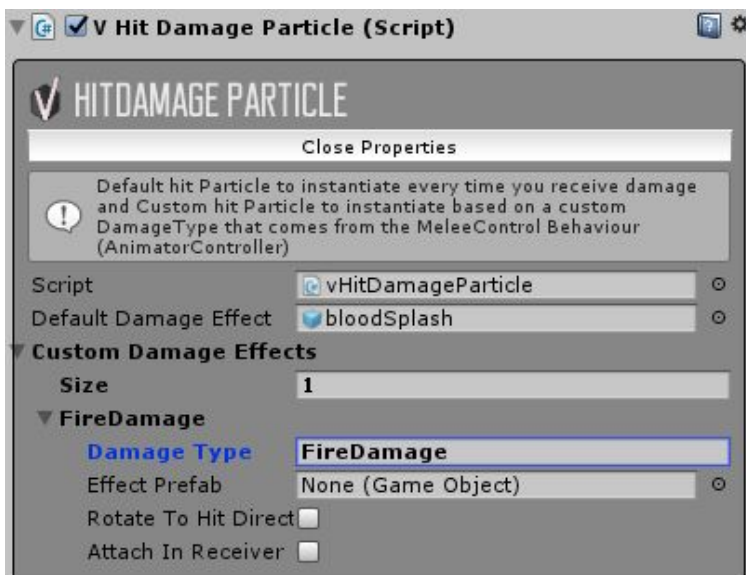 V Hit Damage Particle (Script)
HITDAMAGE PARTICLE
Close Properties
Default hit Particle to instantiate every time you receive damage
and Custom hit Particle to instantiate based on a custom
DamageType that comes from the MeleeControl Behaviour
(AnimatorController)
Script vHitDamageParticle
Default Damage Effect bloodSplash
Custom Damage Effects
Size 1
FireDamage
Damage Type FireDamage
Effect Prefab None (Game Object)
Rotate To Hit Direct
Attach In Receiver